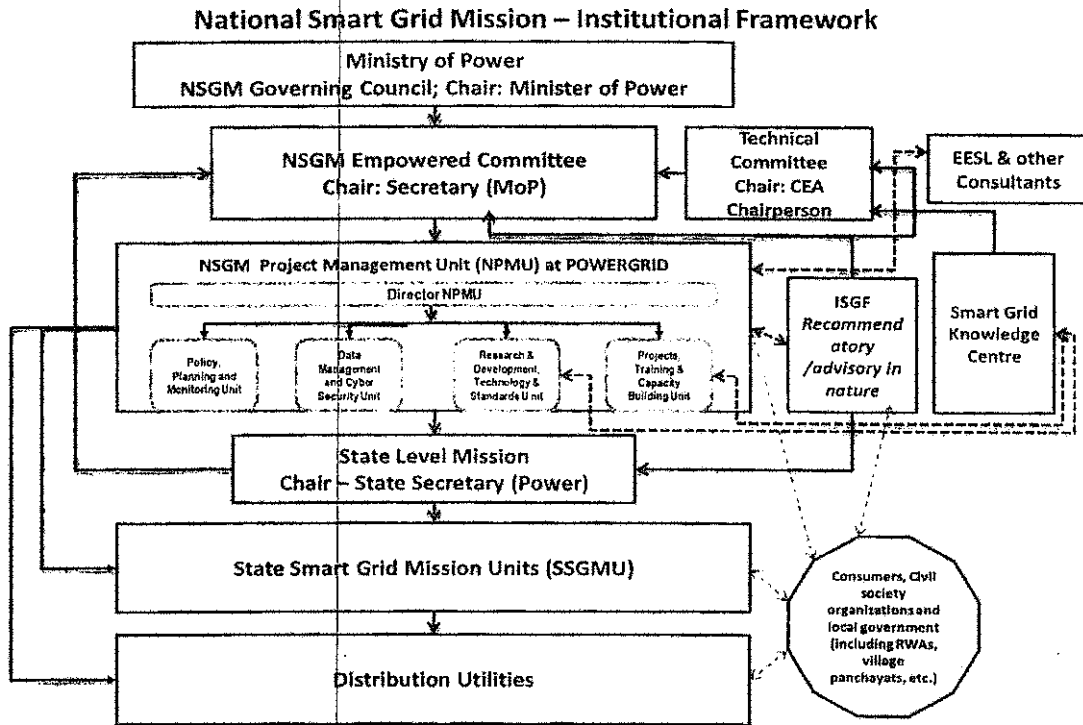 National Smart Grid Mission – Institutional Framework
Ministry of Power
NSGM Governing Council; Chair: Minister of Power
NSGM Empowered Committee
Chair: Secretary (MoP)
Technical
Committee
Chair: CEA
Chairperson
EESL & other
Consultants
NSGM Project Management Unit (NPMU) at POWERGRID
Director NPMU
Policy,
Planning and
Monitoring Unit
Data
Management
and Cyber
Security Unit
Research &
Development,
Technology &
Standards Unit
Projects,
Training &
Capacity
Building Unit
ISGF
Recommend
atory
/advisory in
nature
Smart Grid
Knowledge
Centre
State Level Mission
Chair – State Secretary (Power)
State Smart Grid Mission Units (SSGMU)
Distribution Utilities
Consumers, Civil
society
organizations and
local government
(including RWAs,
village
panchayats, etc.)